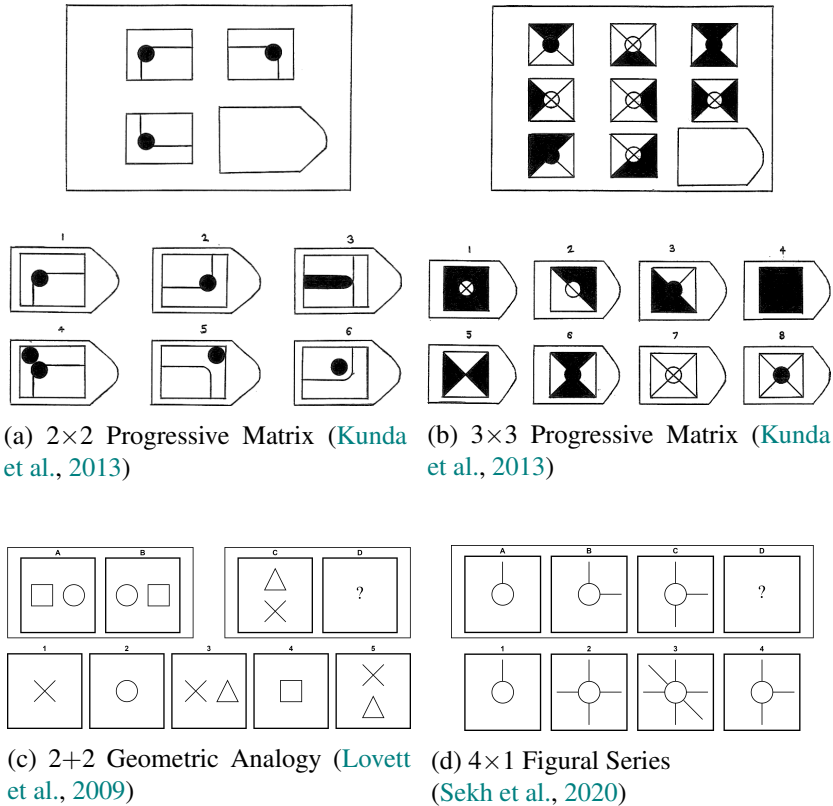 1 2 3
4 5 6
1 2 3 4
5 6 7 8
(a) 2×2 Progressive Matrix (Kunda
et al., 2013)
(b) 3×3 Progressive Matrix (Kunda
et al., 2013)
A B C D
?
1 2 3 4 5
A B C D
?
1 2 3 4
(c) 2+2 Geometric Analogy (Lovett
et al., 2009)
(d) 4×1 Figural Series
(Sekh et al., 2020)